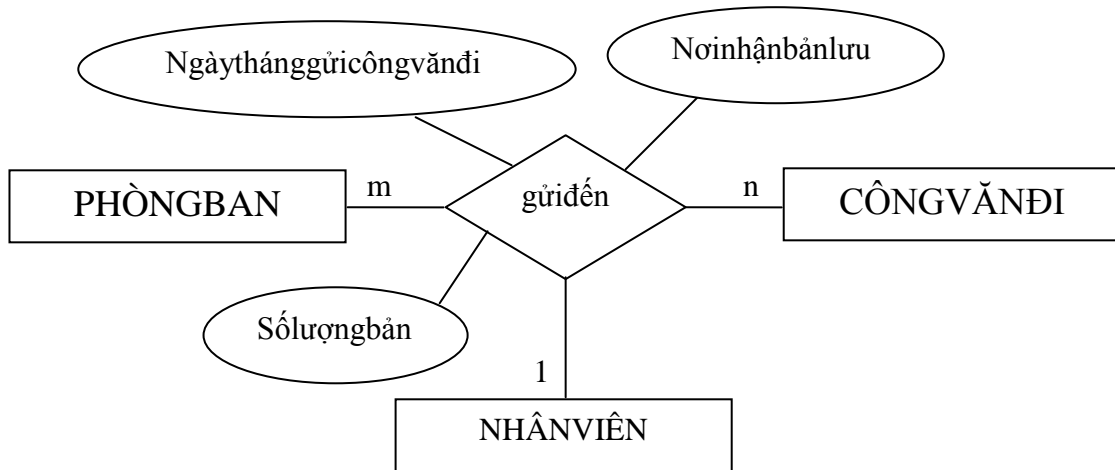 Ngàythánggửicôngvănđi
Nơinhậnbảnlưu
PHÒNGBAN
m
gửiđến
n
CÔNGVĂNĐI
Sốlượngbản
1
NHÂNVIÊN